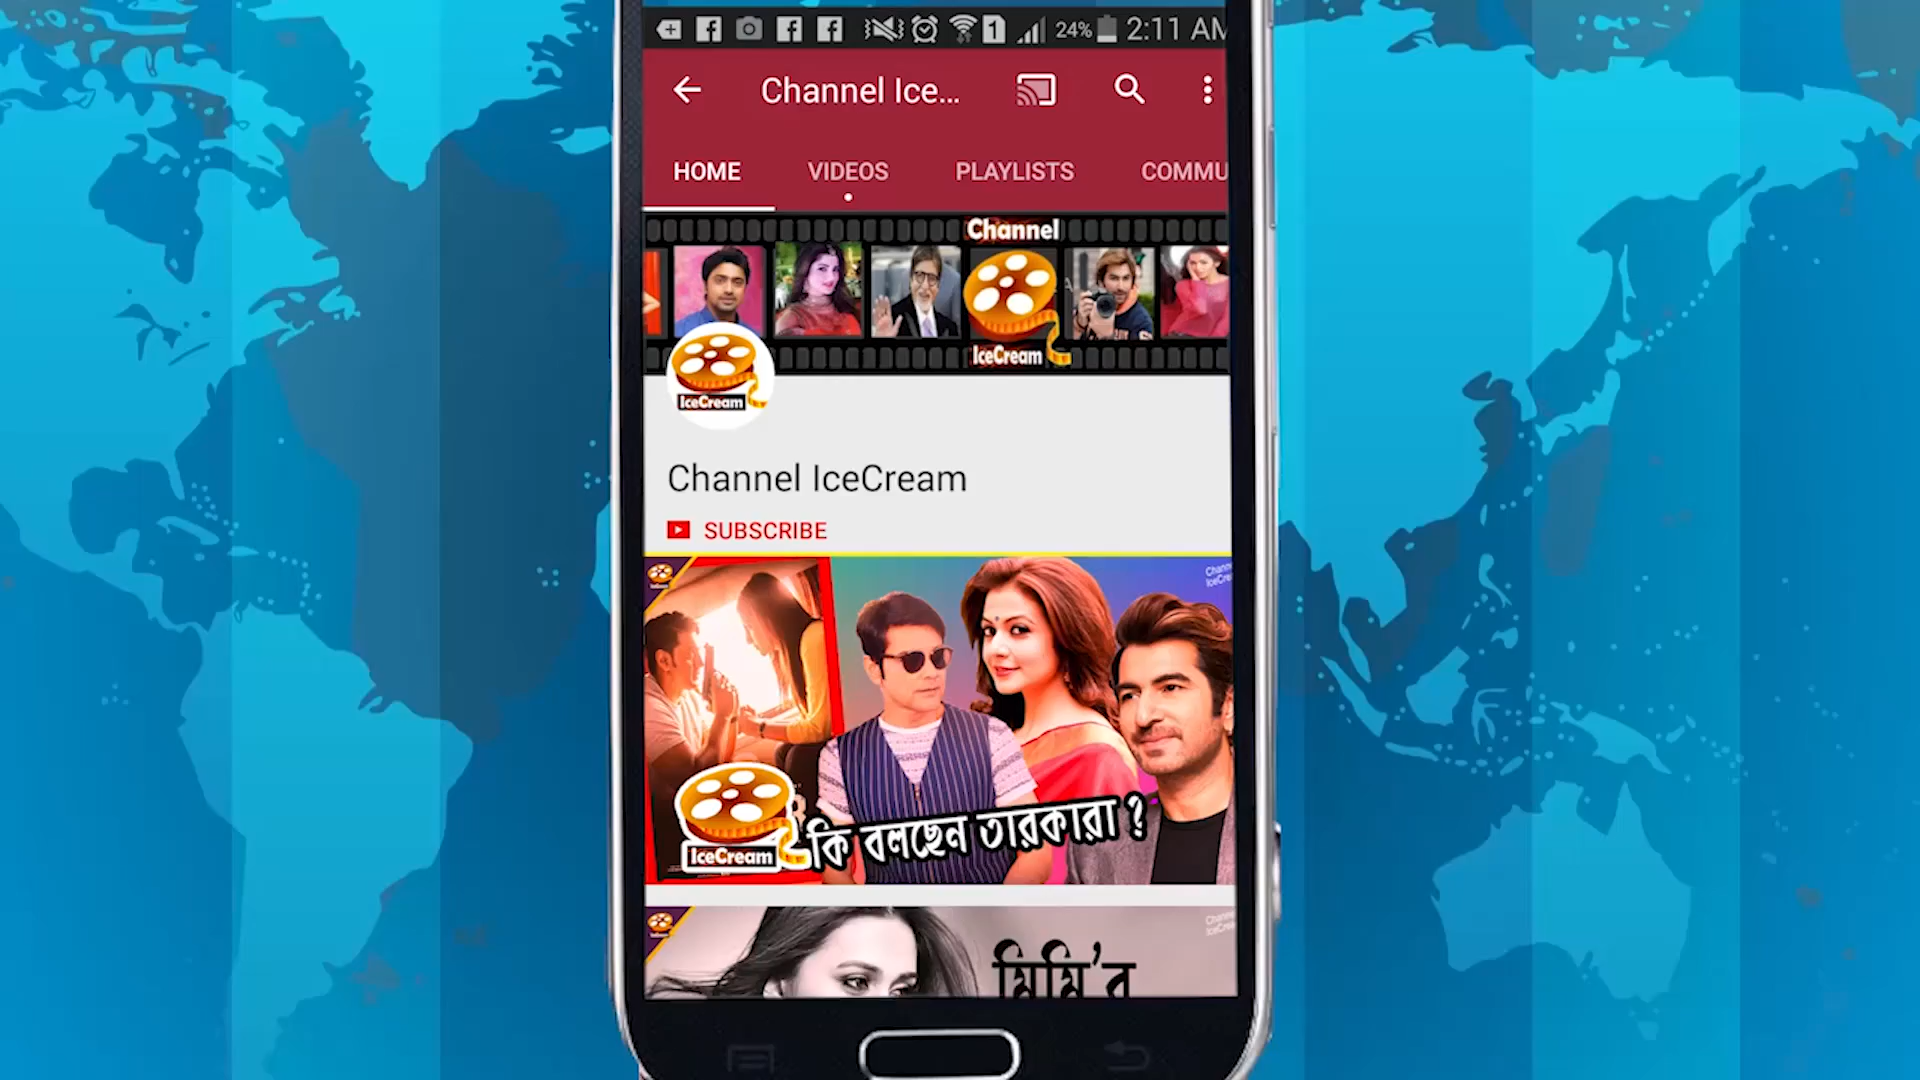 24% 2:11 AM
Channel Ice...
HOME VIDEOS PLAYLISTS COMMU
Channel
IceCream
IceCream
Channel IceCream
SUBSCRIBE
কি বলছেন তারকারা ?
IceCream
মিমি'র